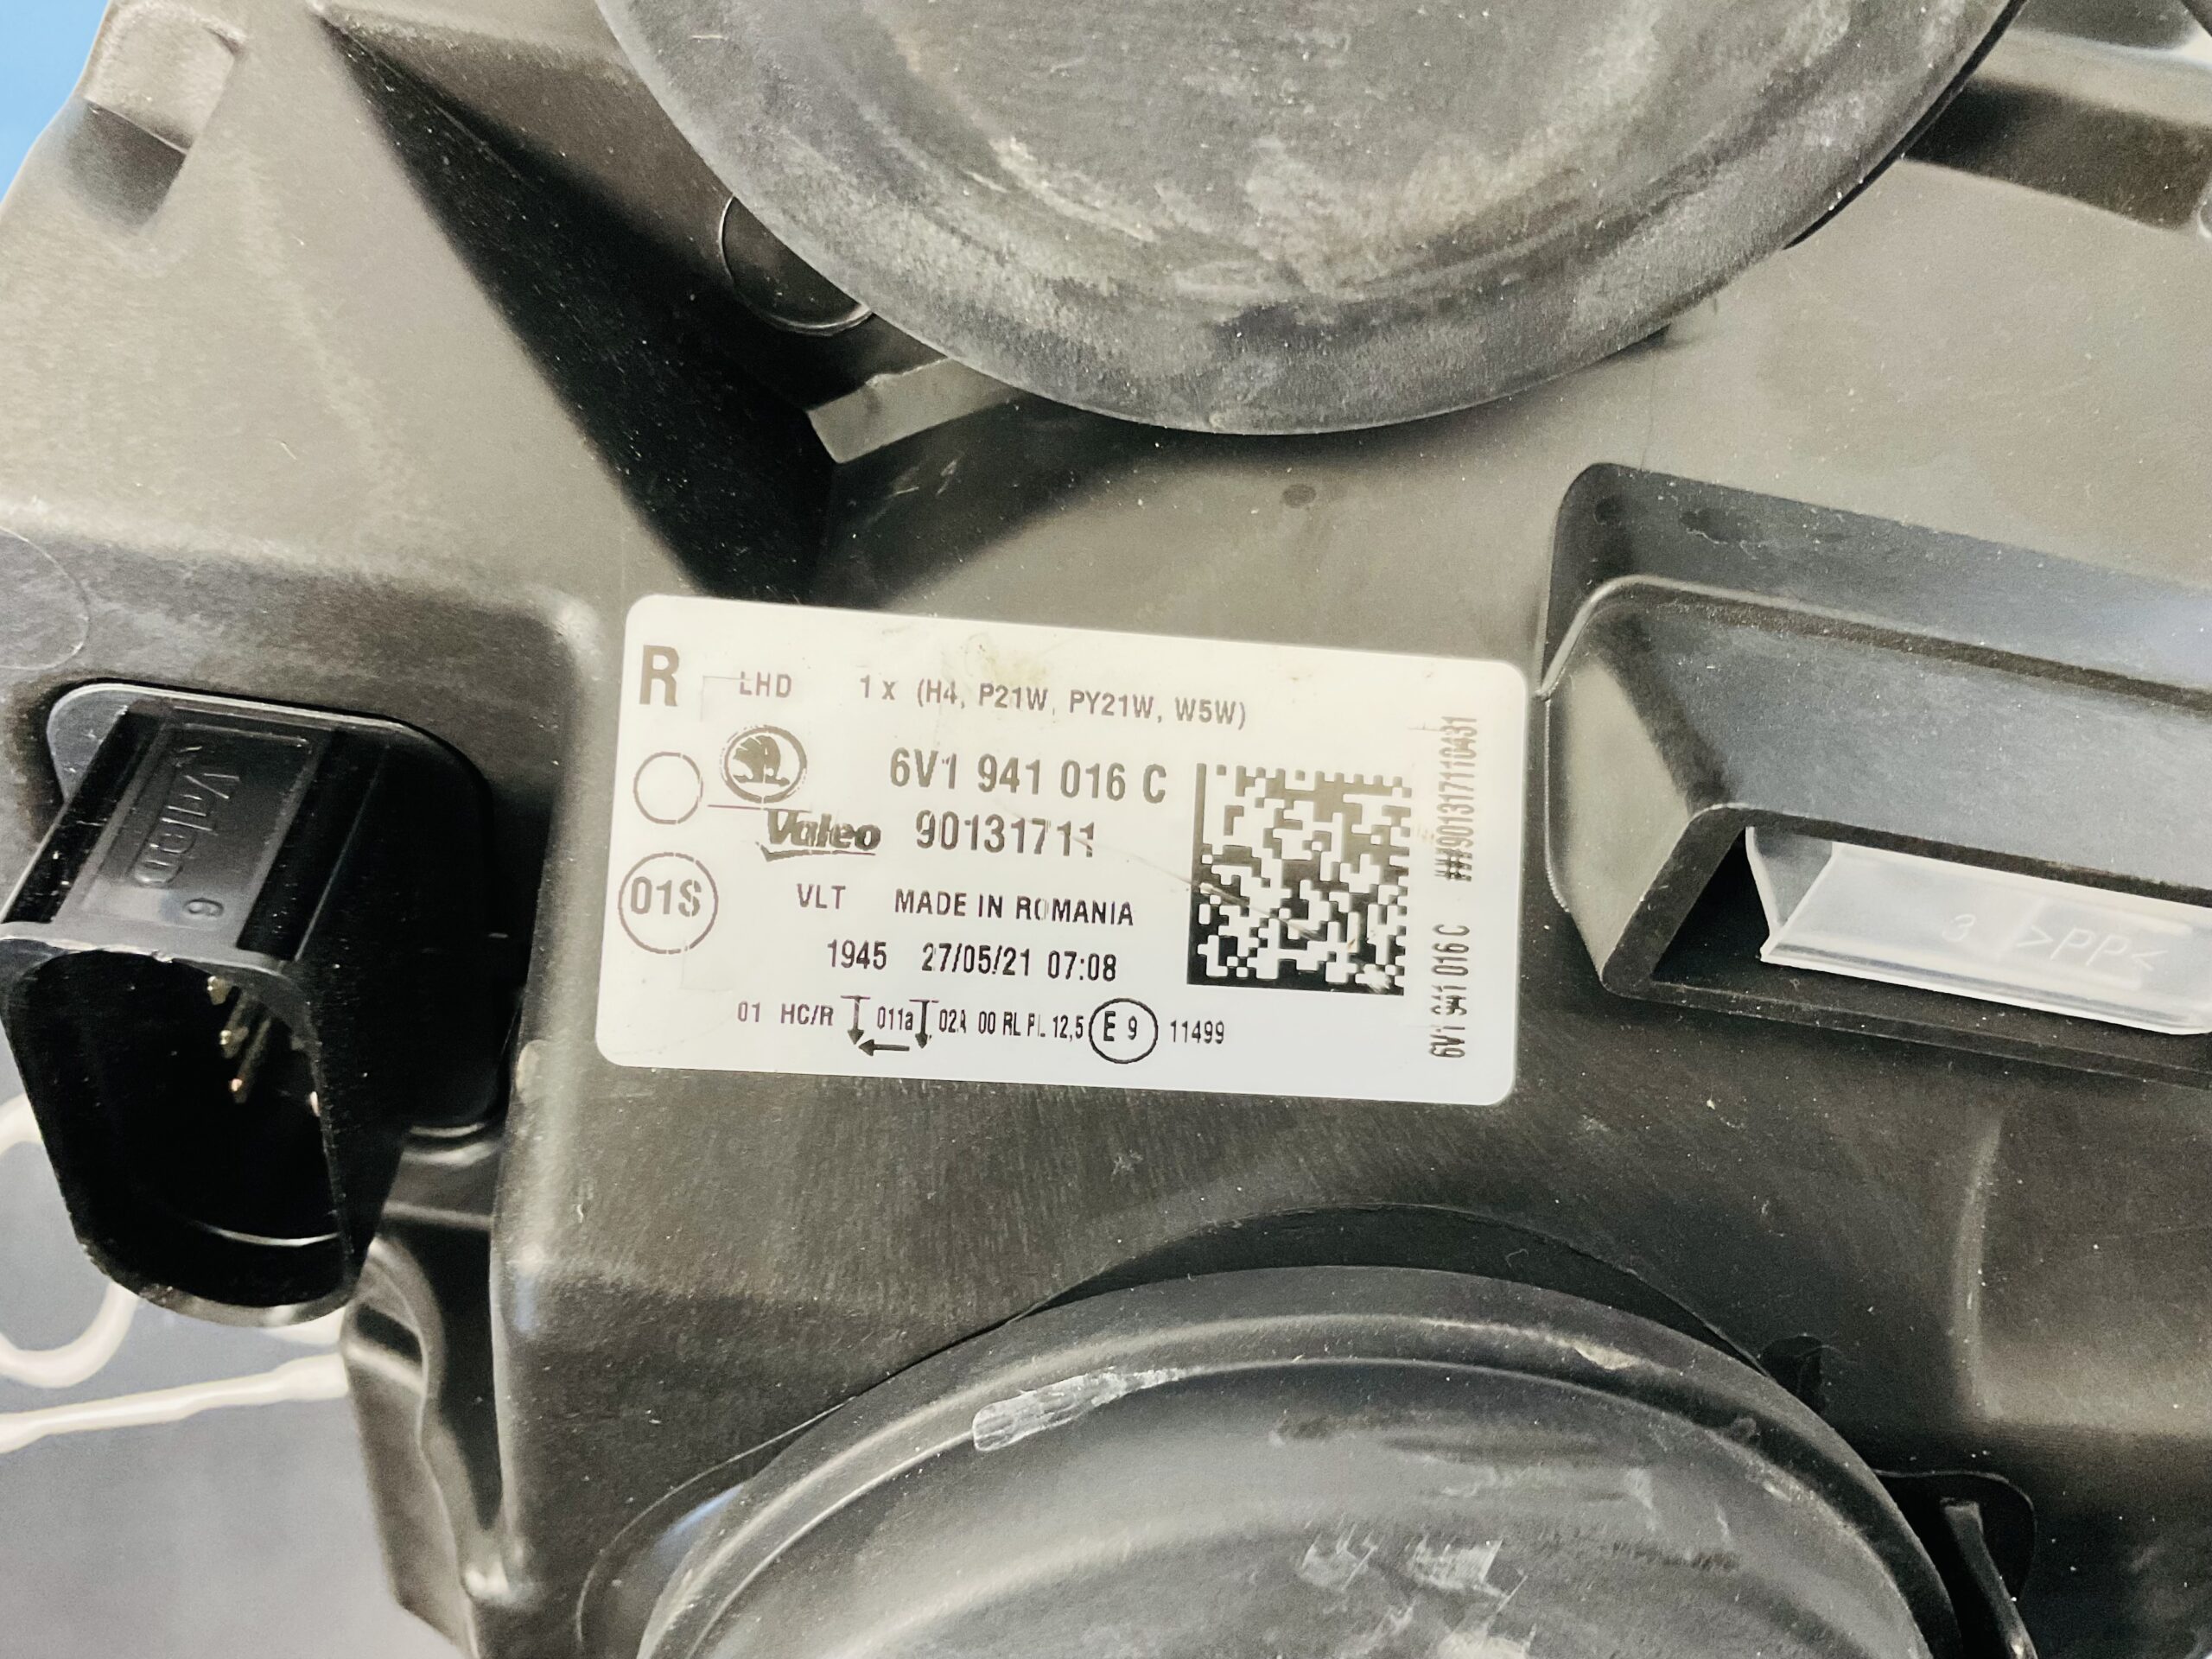 R LHD 1 x (H4, P21W, PY21W, W5W)
6V1 941 016 C
Valeo 90131711
01S
VLT MADE IN ROMANIA
1945 27/05/21 07:08
01 HC/R 011a 02A 00 RL PL 12,5 E 9 11499
6V1 941 016 C ###901317110431
Valeo 6
3 >PP<